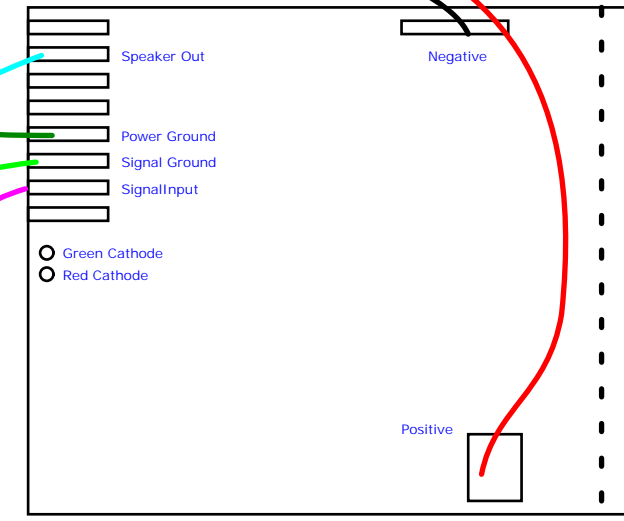 Speaker Out
Negative
Power Ground
Signal Ground
SignalInput
Green Cathode
Red Cathode
Positive